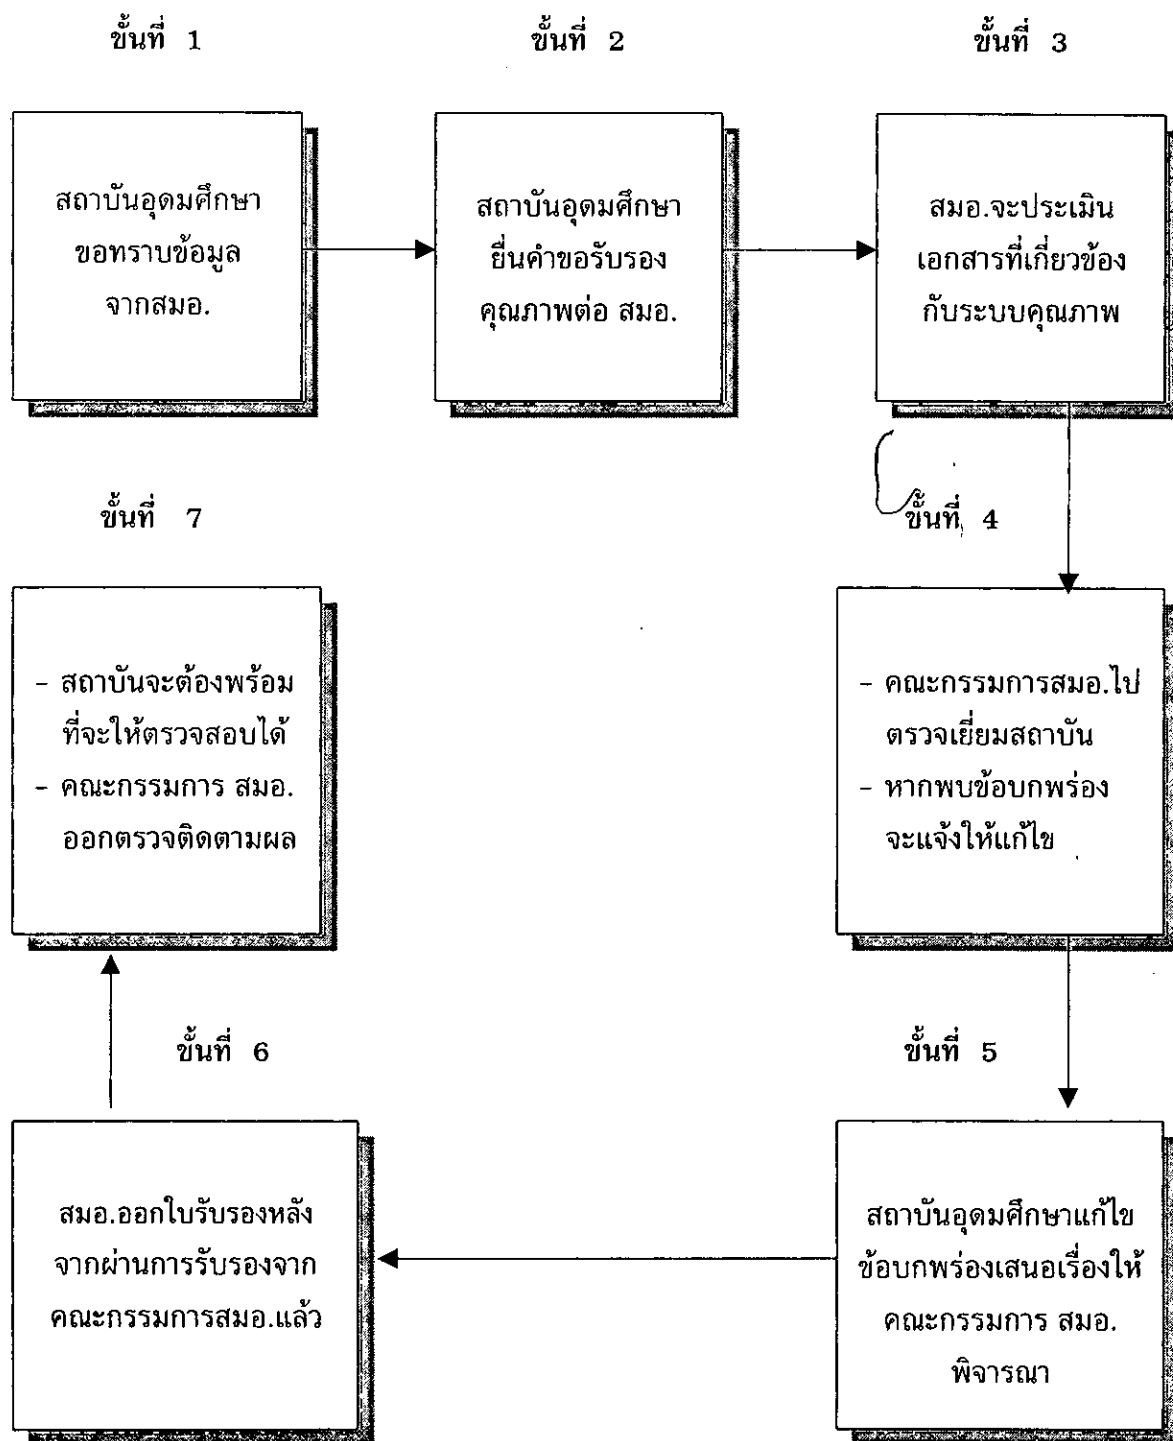 ขั้นที่ 1
สถาบันอุดมศึกษา
ขอทราบข้อมูล
จากสมอ.
ขั้นที่ 2
สถาบันอุดมศึกษา
ยื่นคำขอรับรอง
คุณภาพต่อ สมอ.
ขั้นที่ 3
สมอ.จะประเมิน
เอกสารที่เกี่ยวข้อง
กับระบบคุณภาพ
ขั้นที่ 4
- คณะกรรมการสมอ.ไป
ตรวจเยี่ยมสถาบัน
- หากพบข้อบกพร่อง
จะแจ้งให้แก้ไข
ขั้นที่ 5
สถาบันอุดมศึกษาแก้ไข
ข้อบกพร่องเสนอเรื่องให้
คณะกรรมการ สมอ.
พิจารณา
ขั้นที่ 6
สมอ.ออกใบรับรองหลัง
จากผ่านการรับรองจาก
คณะกรรมการสมอ.แล้ว
ขั้นที่ 7
- สถาบันจะต้องพร้อม
ที่จะให้ตรวจสอบได้
- คณะกรรมการ สมอ.
ออกตรวจติดตามผล